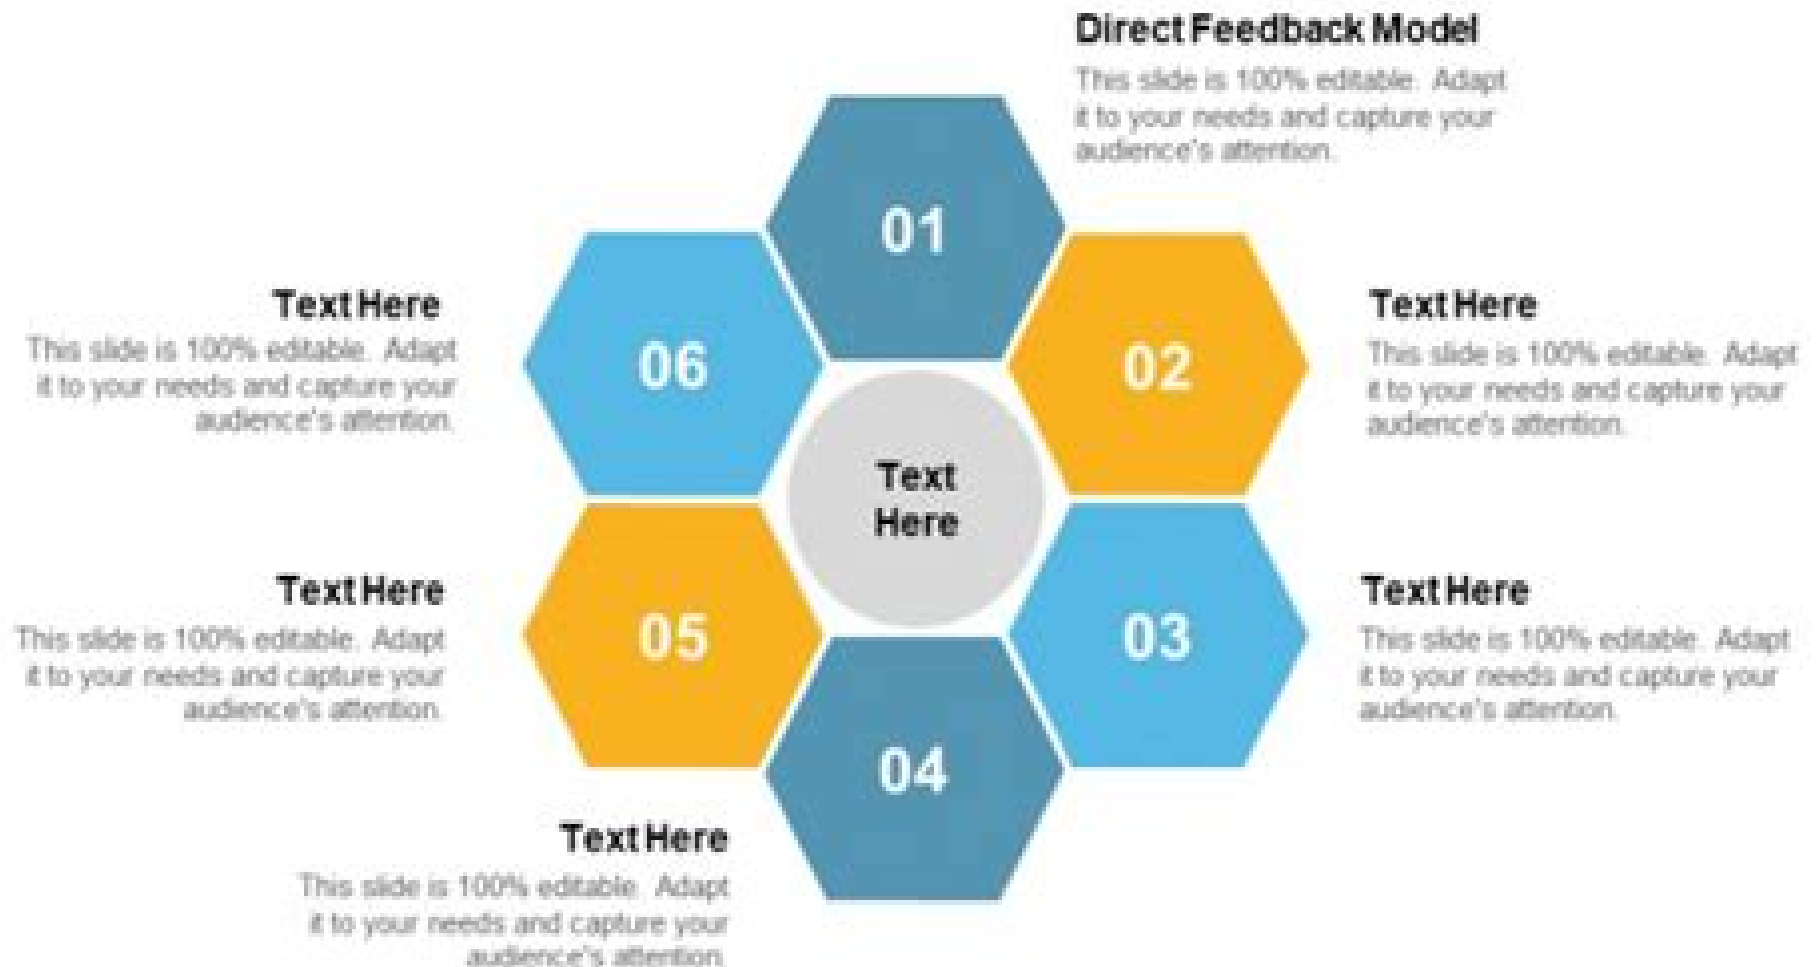 Direct Feedback Model
This slide is 100% editable. Adapt
it to your needs and capture your
audience's attention.
01
06
02
Text Here
This slide is 100% editable. Adapt
it to your needs and capture your
audience's attention.
Text Here
This slide is 100% editable. Adapt
it to your needs and capture your
audience's attention.
Text
Here
05
03
Text Here
This slide is 100% editable. Adapt
it to your needs and capture your
audience's attention.
Text Here
This slide is 100% editable. Adapt
it to your needs and capture your
audience's attention.
04
Text Here
This slide is 100% editable. Adapt
it to your needs and capture your
audience's attention.